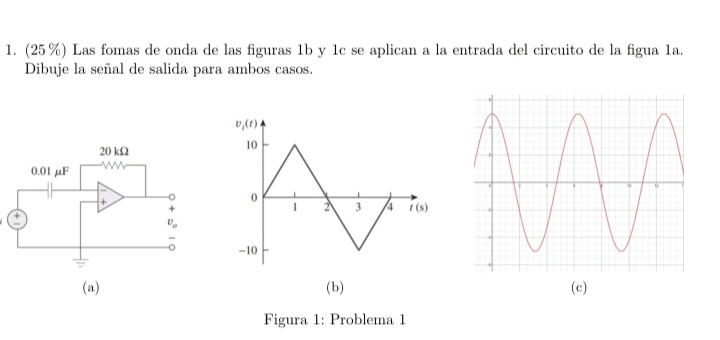 1. (25 %) Las fomas de onda de las figuras 1b y 1c se aplican a la entrada del circuito de la figua 1a.
Dibuje la señal de salida para ambos casos.
20 kΩ
0.01 μF
−
+
+
−
+
vₒ
−
(a)
vᵢ(t)
10
0
−10
1 2 3 4 t (s)
(b)
(c)
Figura 1: Problema 1